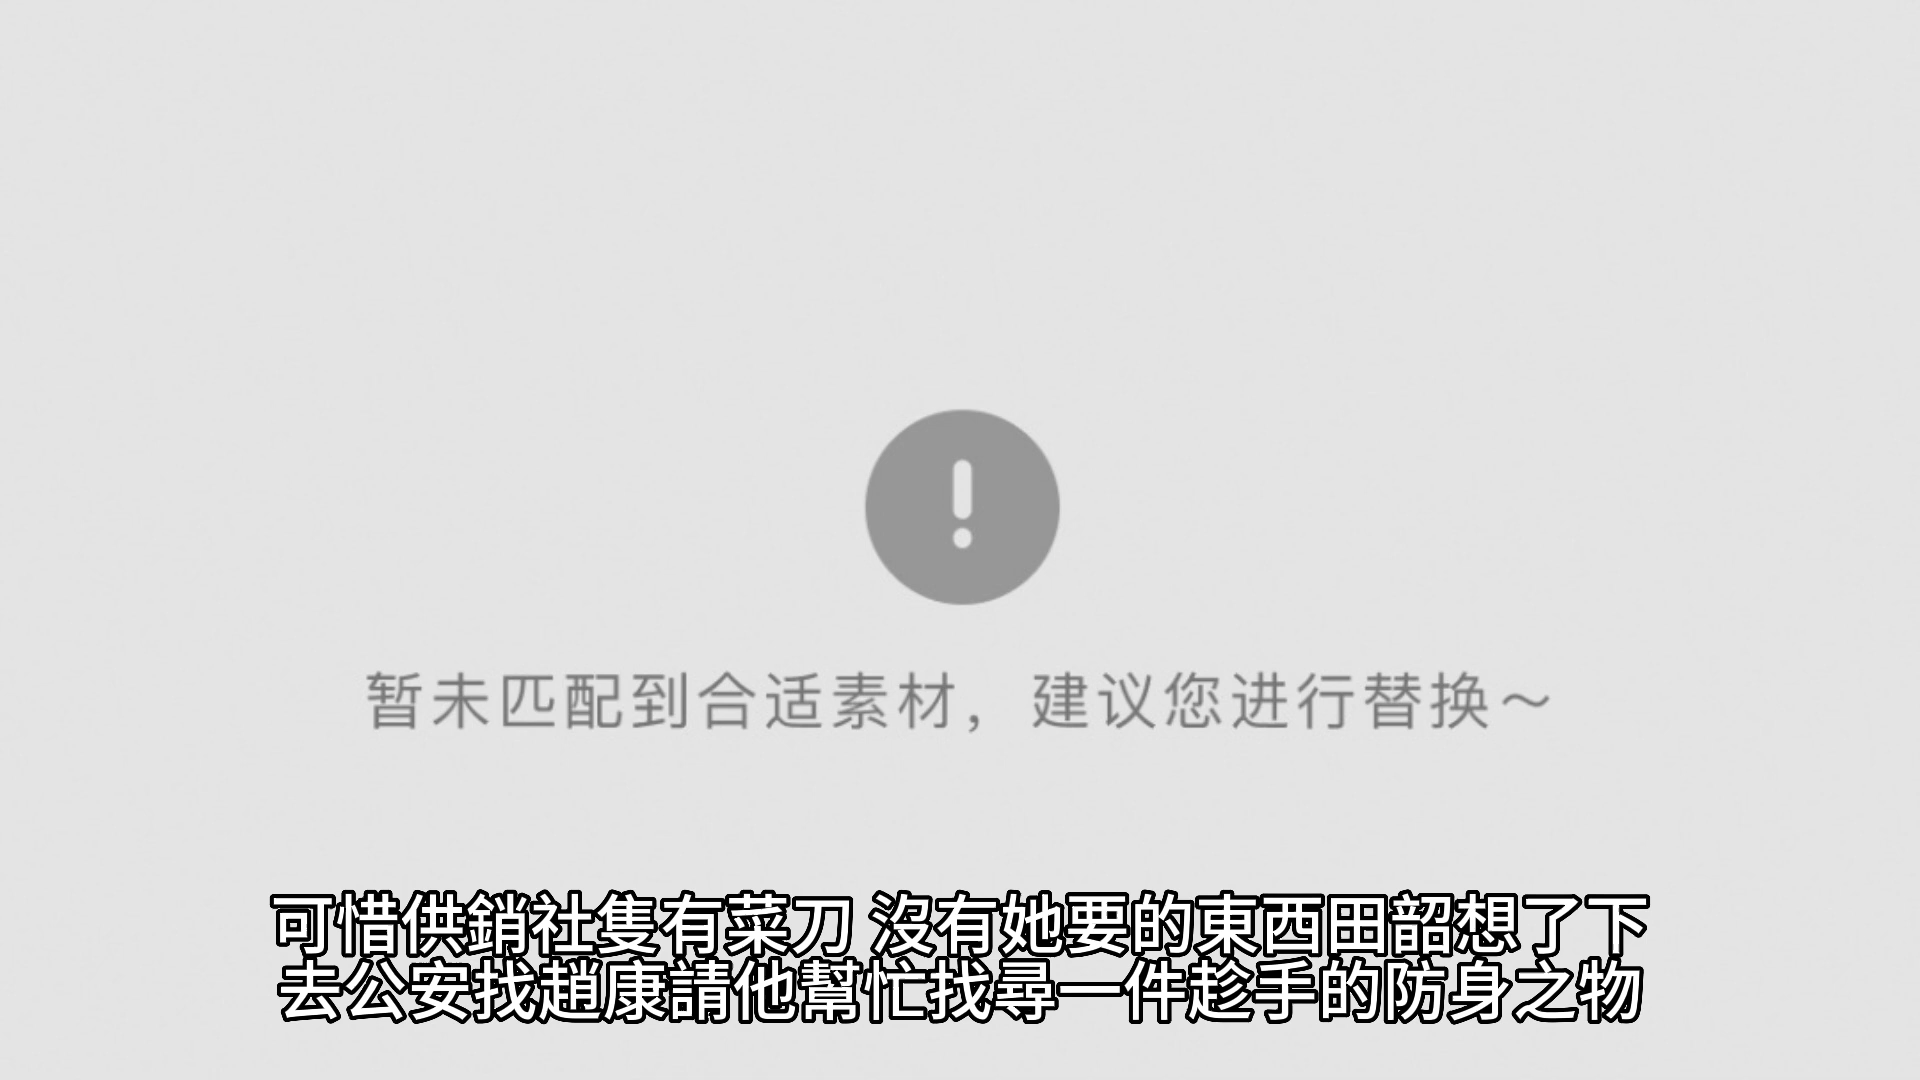 暂未匹配到合适素材，建议您进行替换～
可惜供銷社隻有菜刀 沒有她要的東西田韶想了下
去公安找趙康請他幫忙找尋一件趁手的防身之物